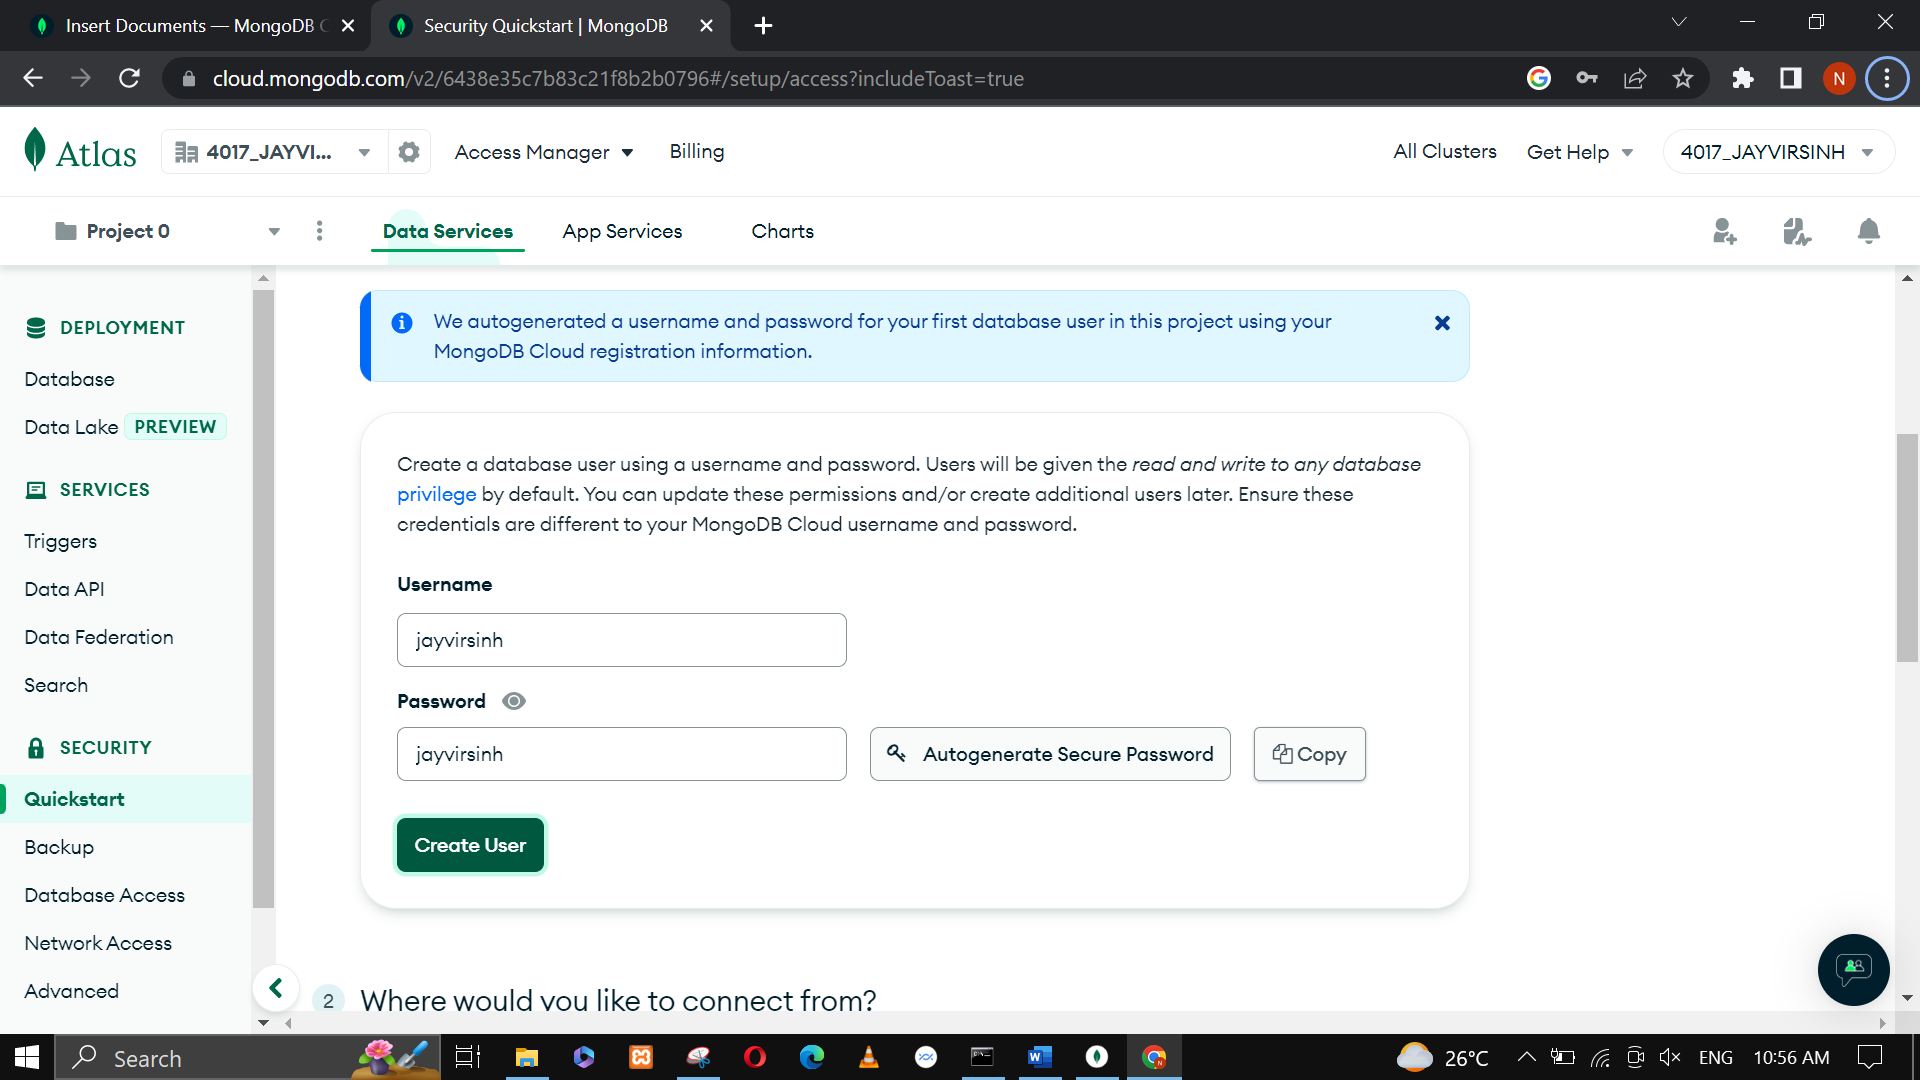 Insert Documents — MongoDB C
Security Quickstart | MongoDB
cloud.mongodb.com/v2/6438e35c7b83c21f8b2b0796#/setup/access?includeToast=true
N
Atlas
4017_JAYVI...
Access Manager
Billing
All Clusters
Get Help
4017_JAYVIRSINH
Project 0
Data Services
App Services
Charts
DEPLOYMENT
Database
Data Lake PREVIEW
SERVICES
Triggers
Data API
Data Federation
Search
SECURITY
Quickstart
Backup
Database Access
Network Access
Advanced
We autogenerated a username and password for your first database user in this project using your
MongoDB Cloud registration information.
Create a database user using a username and password. Users will be given the read and write to any database
privilege by default. You can update these permissions and/or create additional users later. Ensure these
credentials are different to your MongoDB Cloud username and password.
Username
jayvirsinh
Password
jayvirsinh
Autogenerate Secure Password
Copy
Create User
2 Where would you like to connect from?
Search
26°C
ENG
10:56 AM